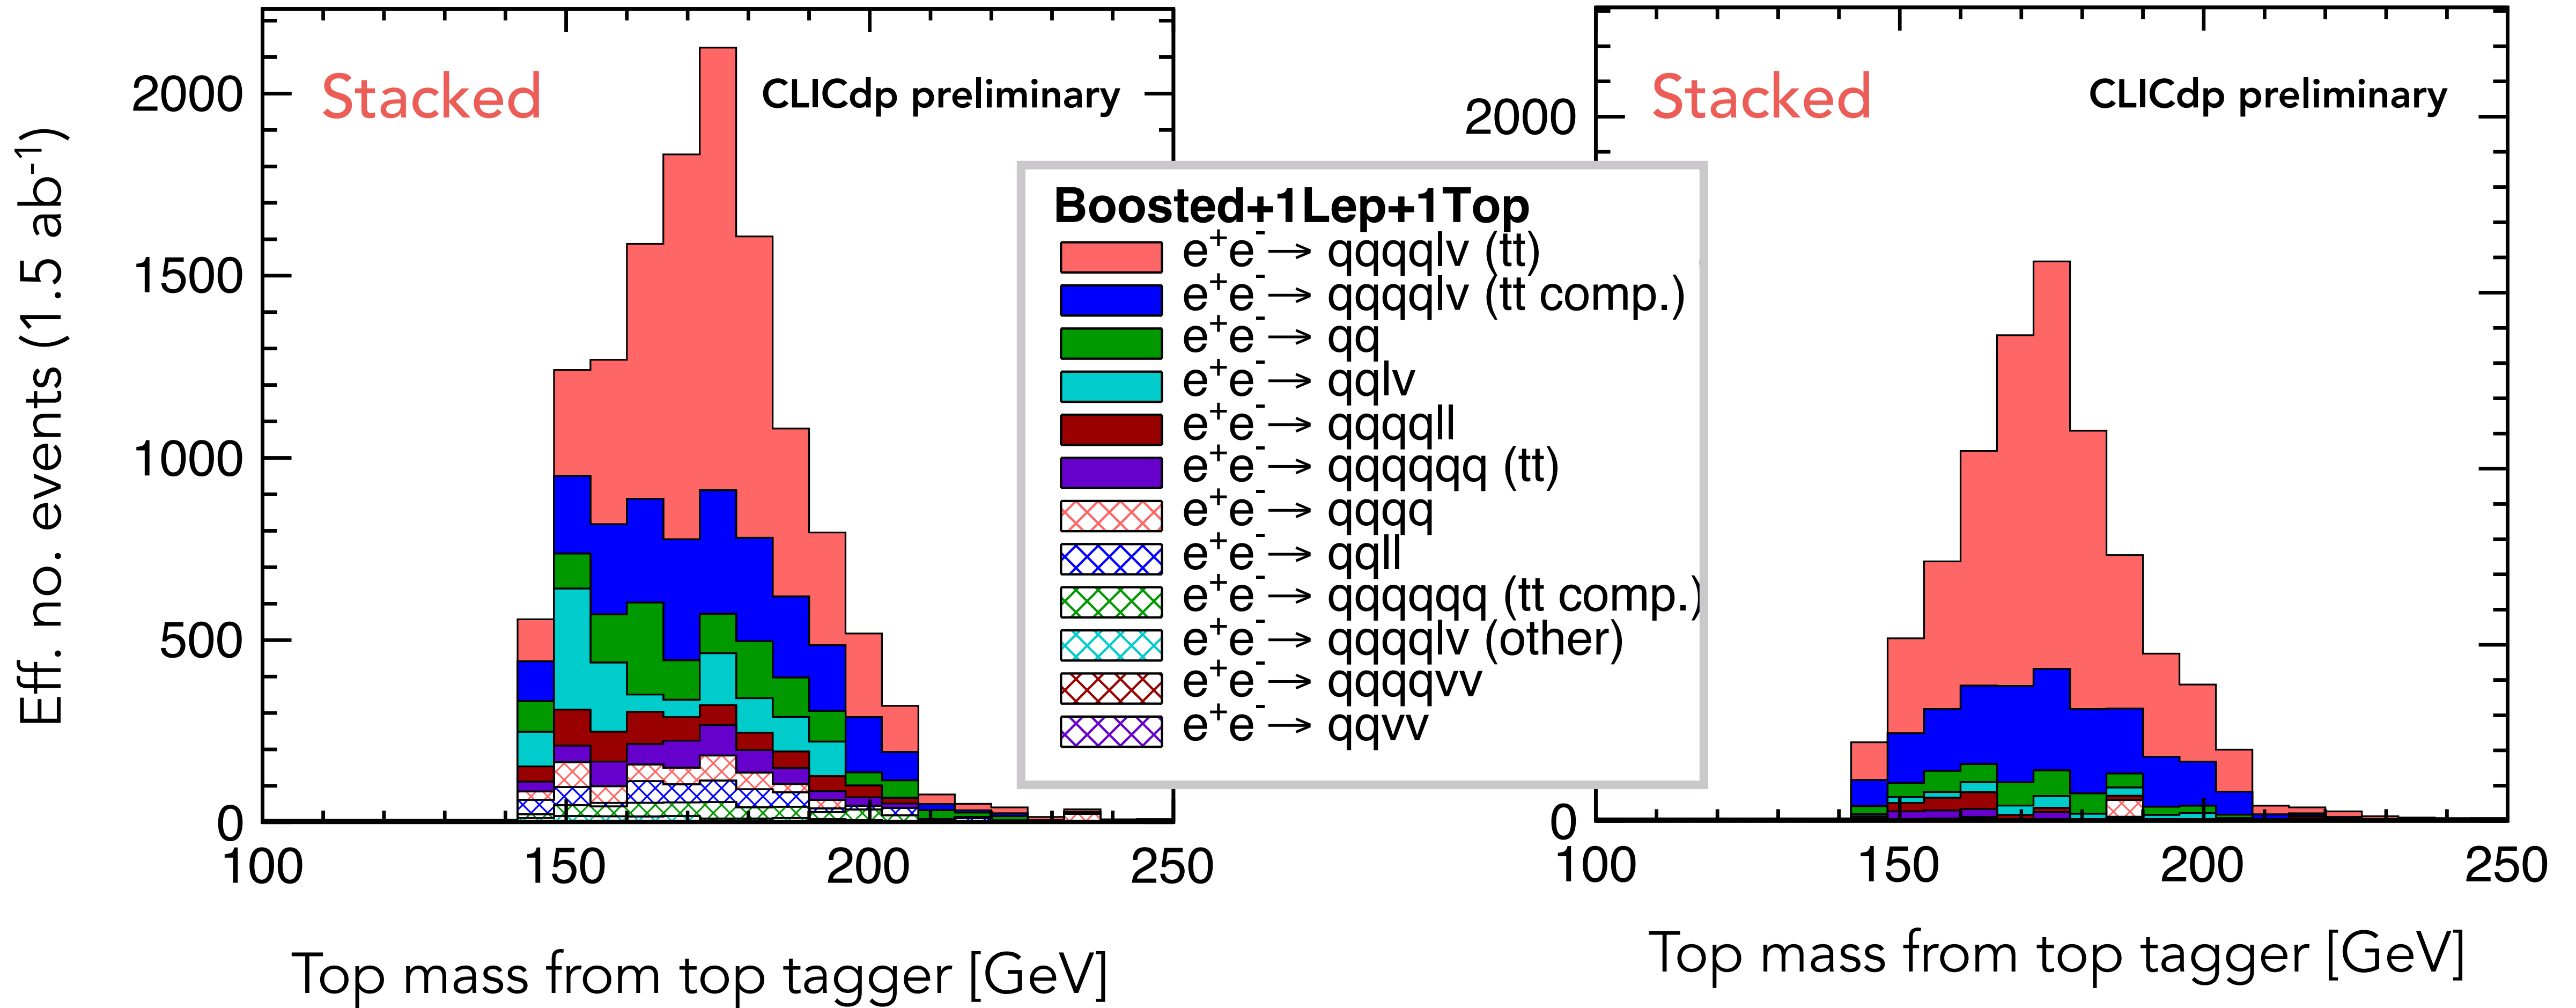 Eff. no. events (1.5 ab⁻¹)
2000
1500
1000
500
0
Stacked
CLICdp preliminary
100
150
200
250
Top mass from top tagger [GeV]
Boosted+1Lep+1Top
e⁺e⁻→ qqqqlv (tt)
e⁺e⁻→ qqqqlv (tt comp.)
e⁺e⁻→ qq
e⁺e⁻→ qqlv
e⁺e⁻→ qqqqll
e⁺e⁻→ qqqqqq (tt)
e⁺e⁻→ qqqq
e⁺e⁻→ qqll
e⁺e⁻→ qqqqqq (tt comp.)
e⁺e⁻→ qqqqlv (other)
e⁺e⁻→ qqqqvv
e⁺e⁻→ qqvv
2000
0
Stacked
CLICdp preliminary
100
150
200
250
Top mass from top tagger [GeV]